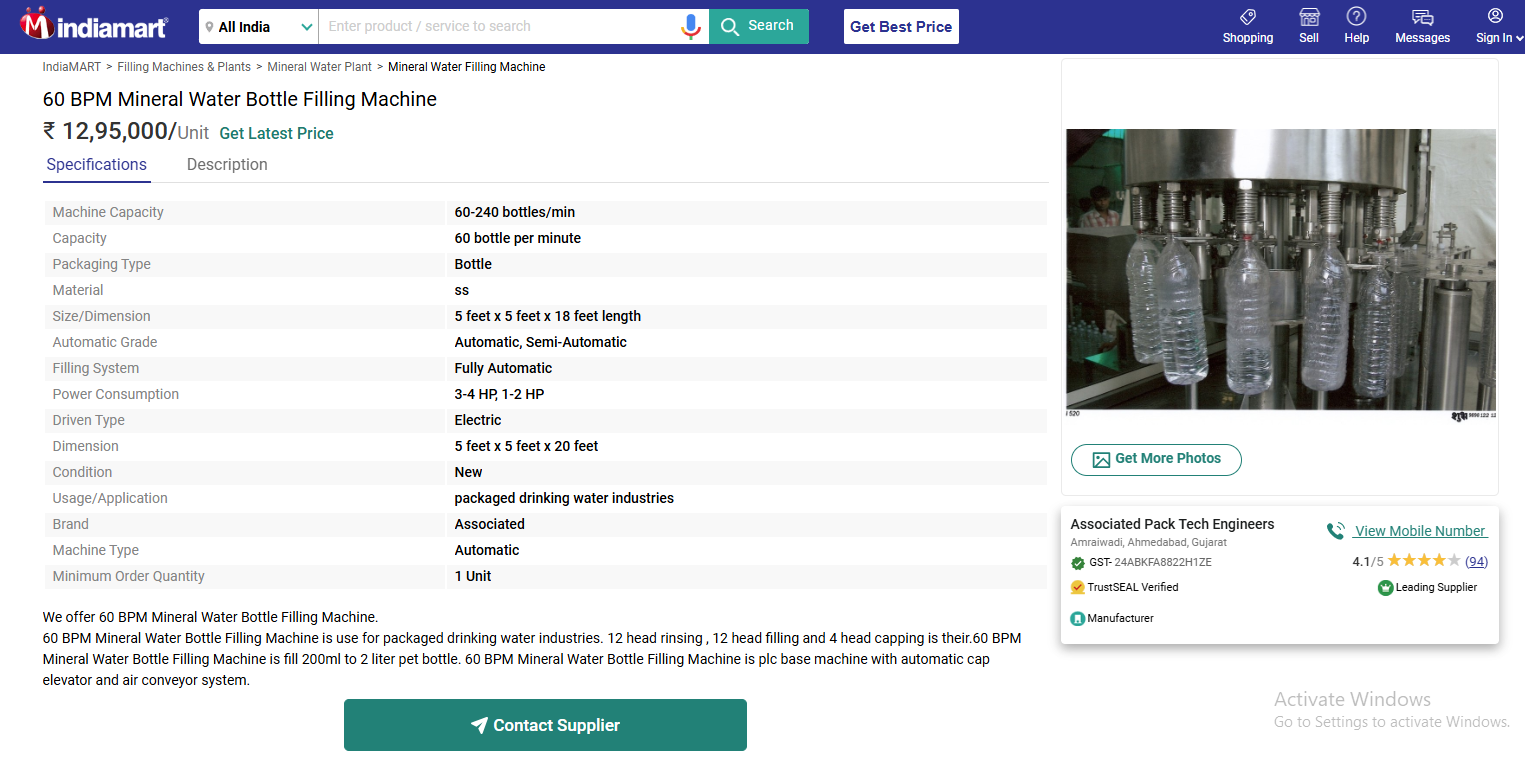 indiamart
All India
Enter product / service to search
Search
Get Best Price
Shopping
Sell
Help
Messages
Sign In
IndiaMART > Filling Machines & Plants > Mineral Water Plant > Mineral Water Filling Machine
60 BPM Mineral Water Bottle Filling Machine
₹ 12,95,000/Unit Get Latest Price
Specifications Description
Machine Capacity 60-240 bottles/min
Capacity 60 bottle per minute
Packaging Type Bottle
Material ss
Size/Dimension 5 feet x 5 feet x 18 feet length
Automatic Grade Automatic, Semi-Automatic
Filling System Fully Automatic
Power Consumption 3-4 HP, 1-2 HP
Driven Type Electric
Dimension 5 feet x 5 feet x 20 feet
Condition New
Usage/Application packaged drinking water industries
Brand Associated
Machine Type Automatic
Minimum Order Quantity 1 Unit
We offer 60 BPM Mineral Water Bottle Filling Machine.
60 BPM Mineral Water Bottle Filling Machine is use for packaged drinking water industries. 12 head rinsing , 12 head filling and 4 head capping is their.60 BPM
Mineral Water Bottle Filling Machine is fill 200ml to 2 liter pet bottle. 60 BPM Mineral Water Bottle Filling Machine is plc base machine with automatic cap
elevator and air conveyor system.
Contact Supplier
Get More Photos
Associated Pack Tech Engineers
View Mobile Number
Amraiwadi, Ahmedabad, Gujarat
GST- 24ABKFA8822H1ZE
4.1/5 (94)
TrustSEAL Verified
Leading Supplier
Manufacturer
Activate Windows
Go to Settings to activate Windows.